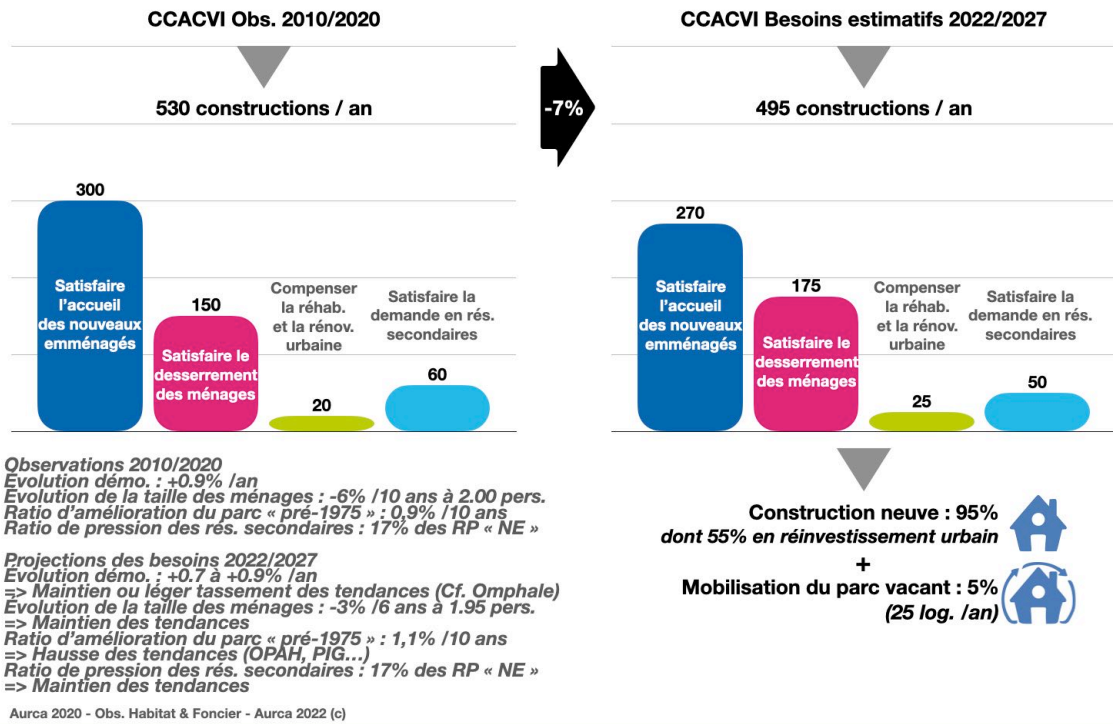 CCACVI Obs. 2010/2020
530 constructions / an
300
Satisfaire
l'accueil
des nouveaux
emménagés
150
Satisfaire le
desserrement
des ménages
Compenser
la réhab.
et la rénov.
urbaine
20
Satisfaire la
demande en rés.
secondaires
60
-7%
CCACVI Besoins estimatifs 2022/2027
495 constructions / an
270
Satisfaire
l'accueil
des nouveaux
emménagés
175
Satisfaire le
desserrement
des ménages
Compenser
la réhab.
et la rénov.
urbaine
25
Satisfaire la
demande en rés.
secondaires
50
Observations 2010/2020
Évolution démo. : +0.9% /an
Évolution de la taille des ménages : -6% /10 ans à 2.00 pers.
Ratio d'amélioration du parc « pré-1975 » : 0,9% /10 ans
Ratio de pression des rés. secondaires : 17% des RP « NE »
Projections des besoins 2022/2027
Évolution démo. : +0.7 à +0.9% /an
=> Maintien ou léger tassement des tendances (Cf. Omphale)
Évolution de la taille des ménages : -3% /6 ans à 1.95 pers.
=> Maintien des tendances
Ratio d'amélioration du parc « pré-1975 » : 1,1% /10 ans
=> Hausse des tendances (OPAH, PIG…)
Ratio de pression des rés. secondaires : 17% des RP « NE »
=> Maintien des tendances
Construction neuve : 95%
dont 55% en réinvestissement urbain
+
Mobilisation du parc vacant : 5%
(25 log. /an)
Aurca 2020 - Obs. Habitat & Foncier - Aurca 2022 (c)